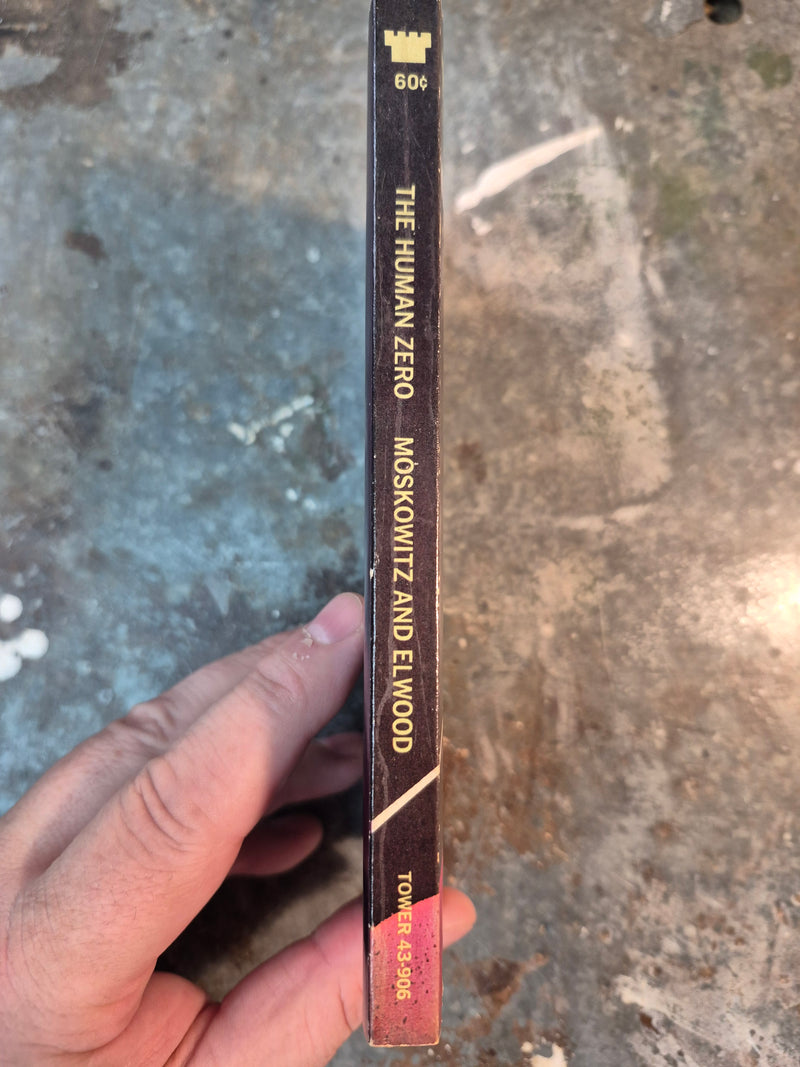 60¢
THE HUMAN ZERO MOSKOWITZ AND ELWOOD
TOWER 43-906